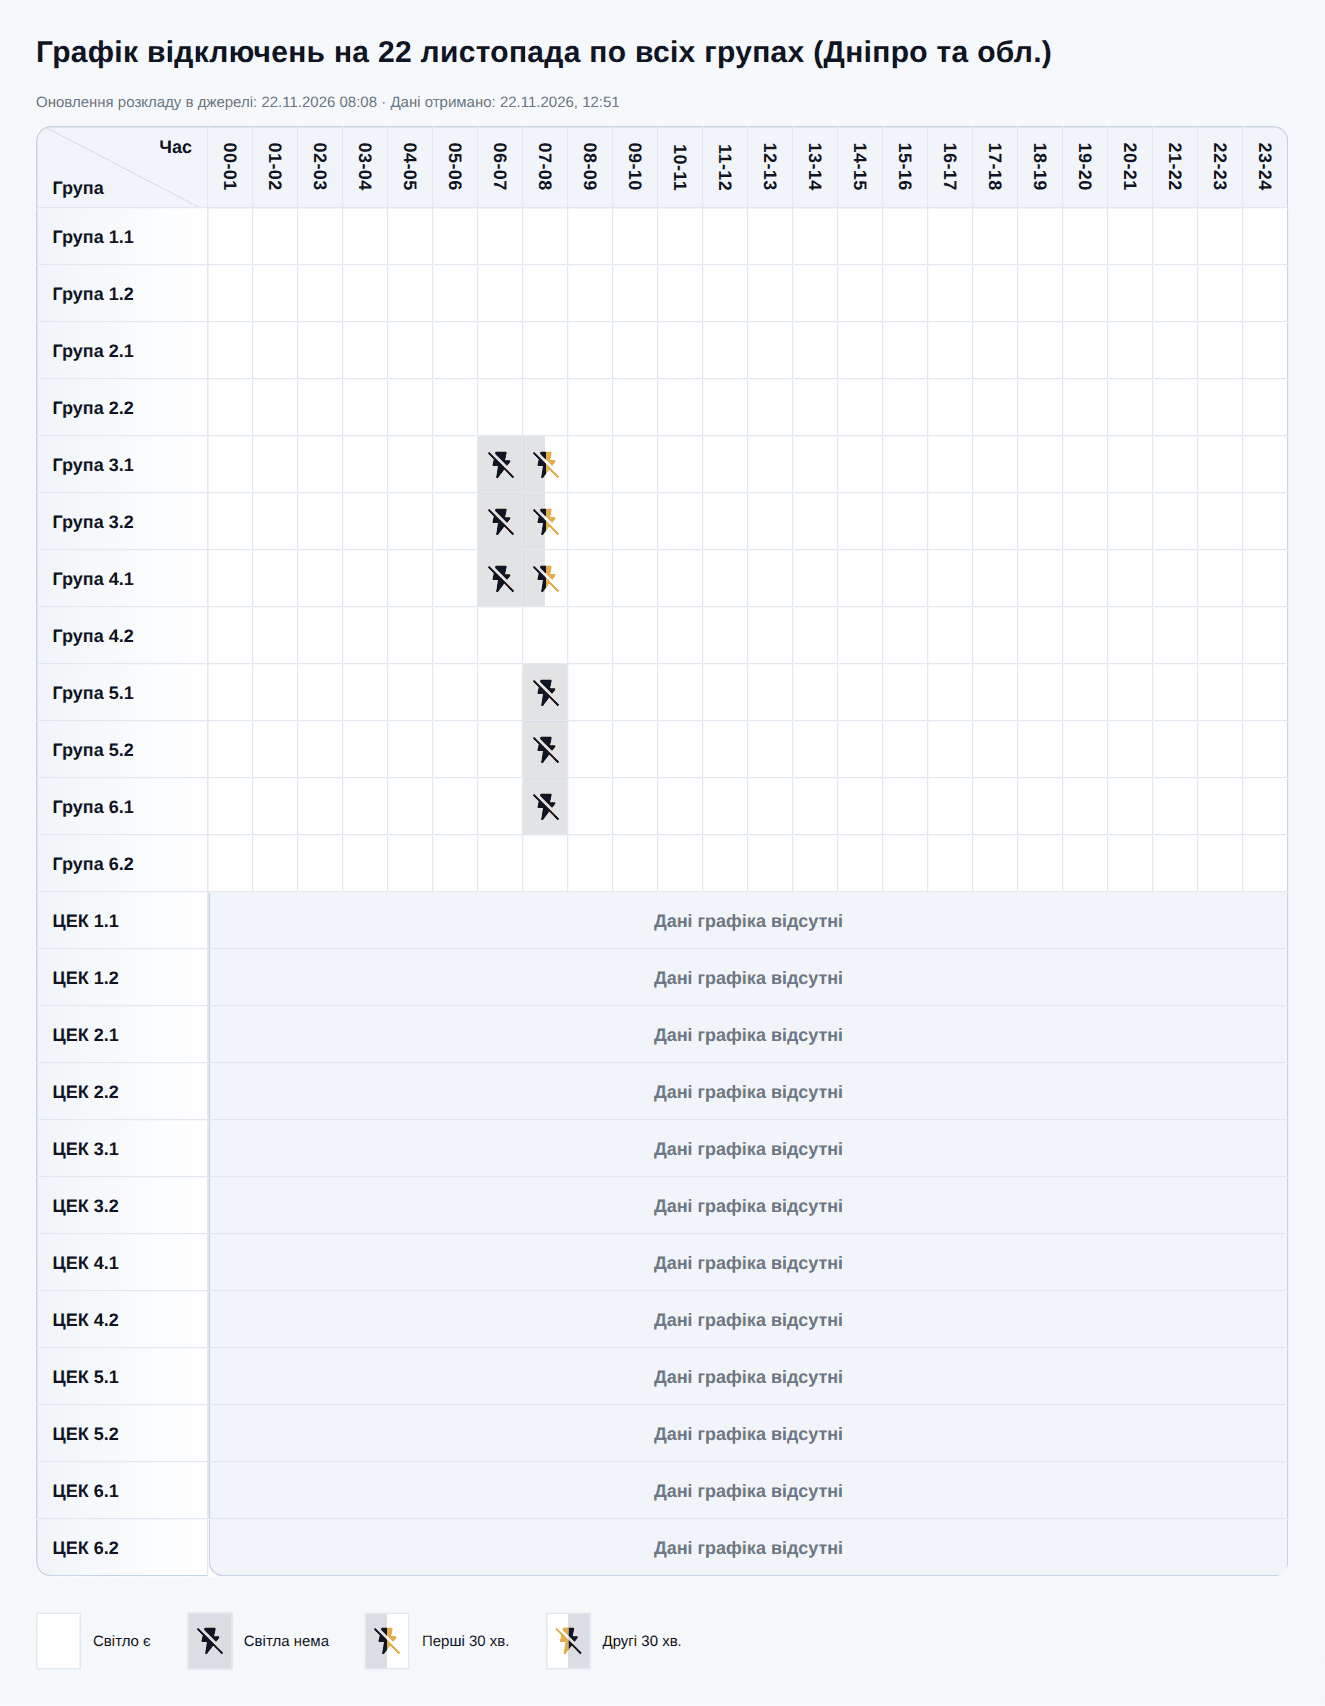 Графік відключень на 22 листопада по всіх групах (Дніпро та обл.)
Оновлення розкладу в джерелі: 22.11.2026 08:08 · Дані отримано: 22.11.2026, 12:51
Час
Група
00-01 01-02 02-03 03-04 04-05 05-06 06-07 07-08 08-09 09-10 10-11 11-12 12-13 13-14 14-15 15-16 16-17 17-18 18-19 19-20 20-21 21-22 22-23 23-24
Група 1.1
Група 1.2
Група 2.1
Група 2.2
Група 3.1
Група 3.2
Група 4.1
Група 4.2
Група 5.1
Група 5.2
Група 6.1
Група 6.2
ЦЕК 1.1 Дані графіка відсутні
ЦЕК 1.2 Дані графіка відсутні
ЦЕК 2.1 Дані графіка відсутні
ЦЕК 2.2 Дані графіка відсутні
ЦЕК 3.1 Дані графіка відсутні
ЦЕК 3.2 Дані графіка відсутні
ЦЕК 4.1 Дані графіка відсутні
ЦЕК 4.2 Дані графіка відсутні
ЦЕК 5.1 Дані графіка відсутні
ЦЕК 5.2 Дані графіка відсутні
ЦЕК 6.1 Дані графіка відсутні
ЦЕК 6.2 Дані графіка відсутні
Світло є Світла нема Перші 30 хв. Другі 30 хв.